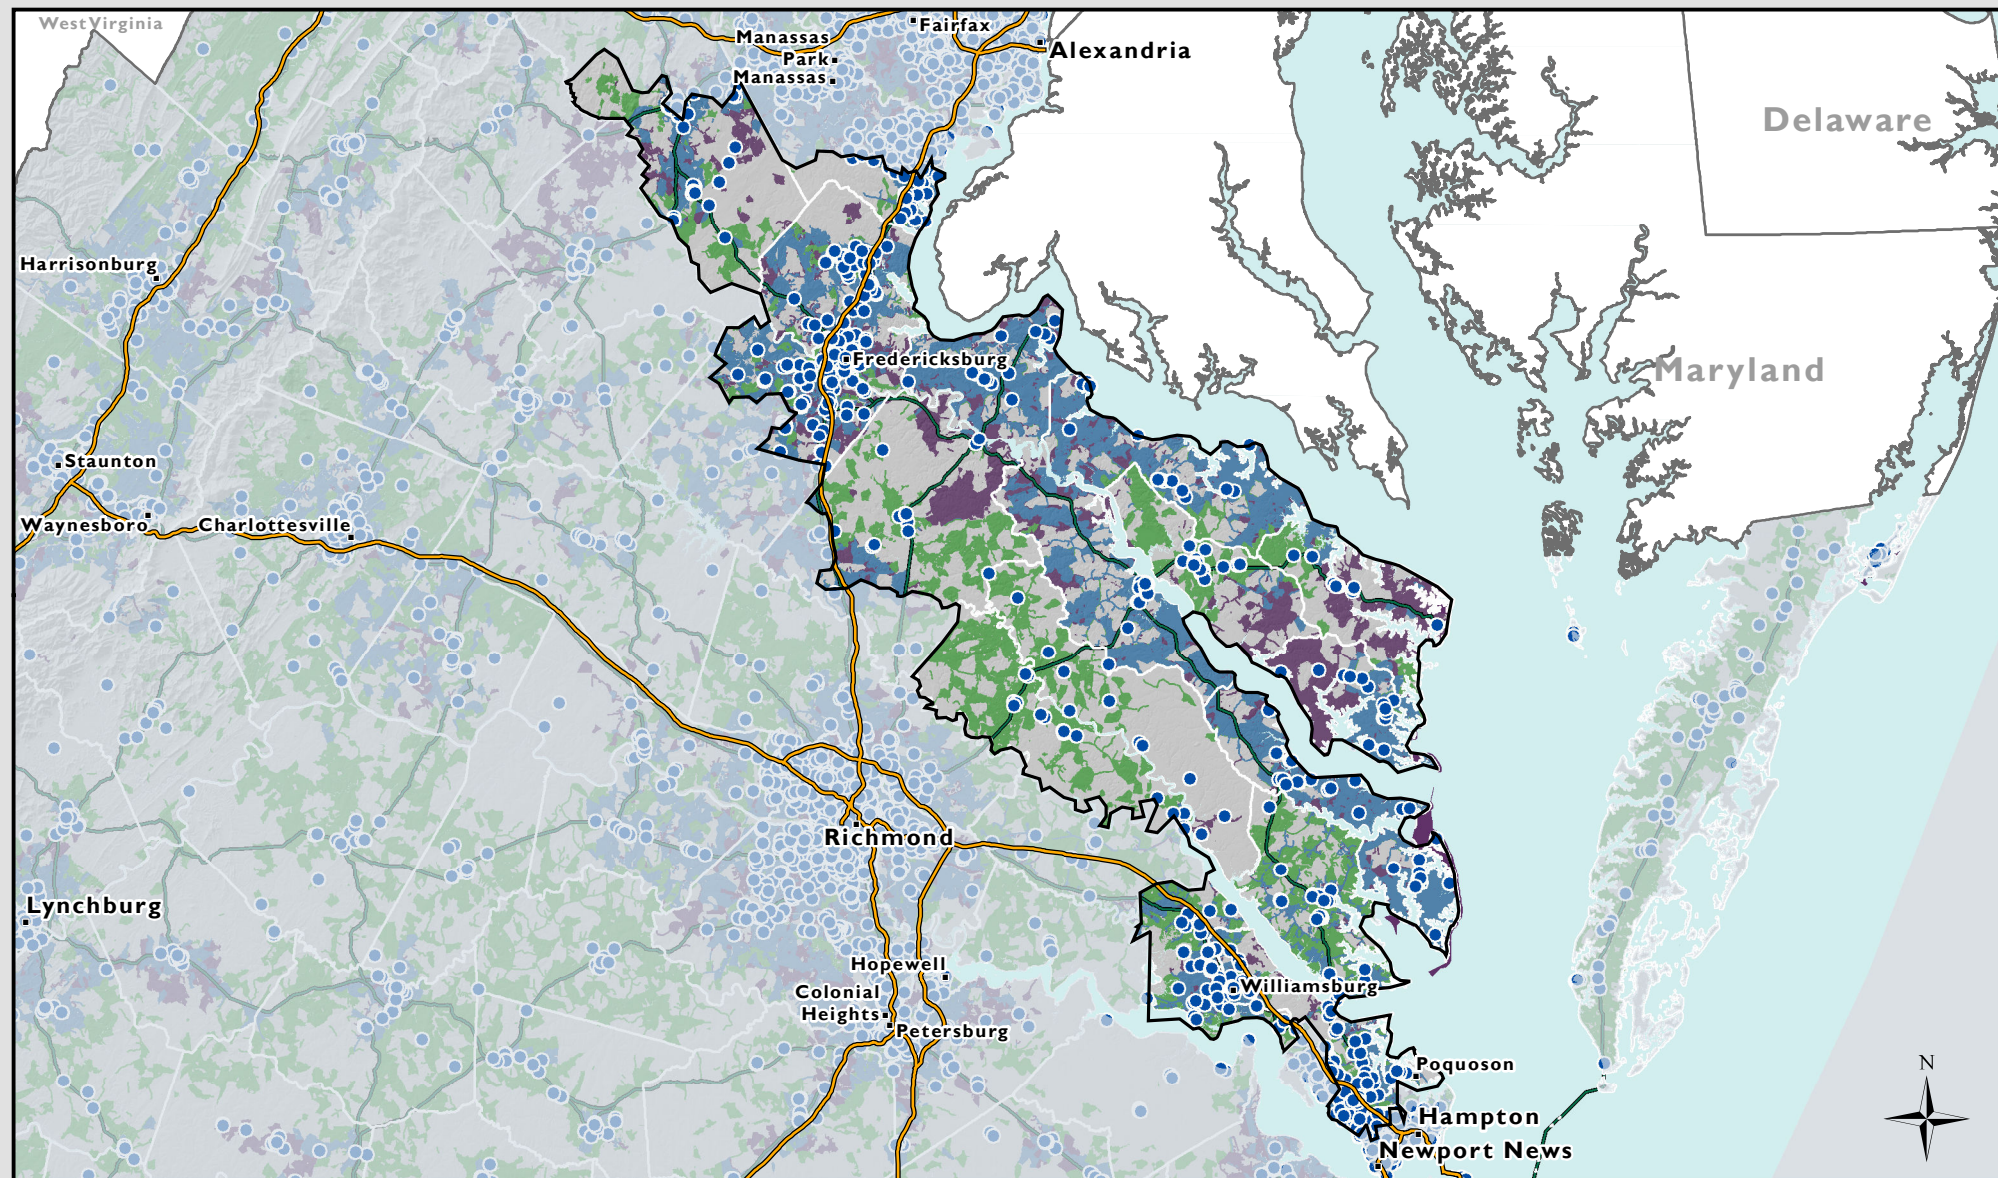 West Virginia
Fairfax
Manassas
Park
Manassas
Alexandria
Delaware
Harrisonburg
Fredericksburg
Maryland
Staunton
Waynesboro
Charlottesville
Richmond
Lynchburg
Hopewell
Williamsburg
Colonial
Heights
Petersburg
Poquoson
N
Hampton
Newport News